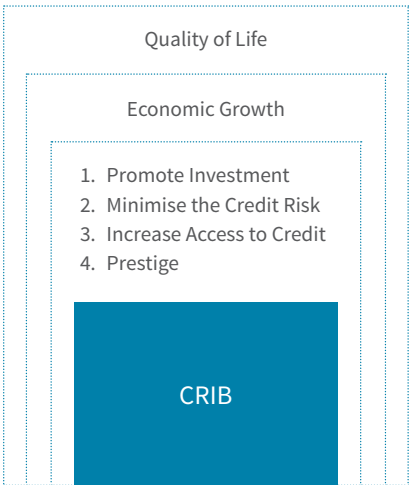 Quality of Life
Economic Growth
1. Promote Investment
2. Minimise the Credit Risk
3. Increase Access to Credit
4. Prestige
CRIB